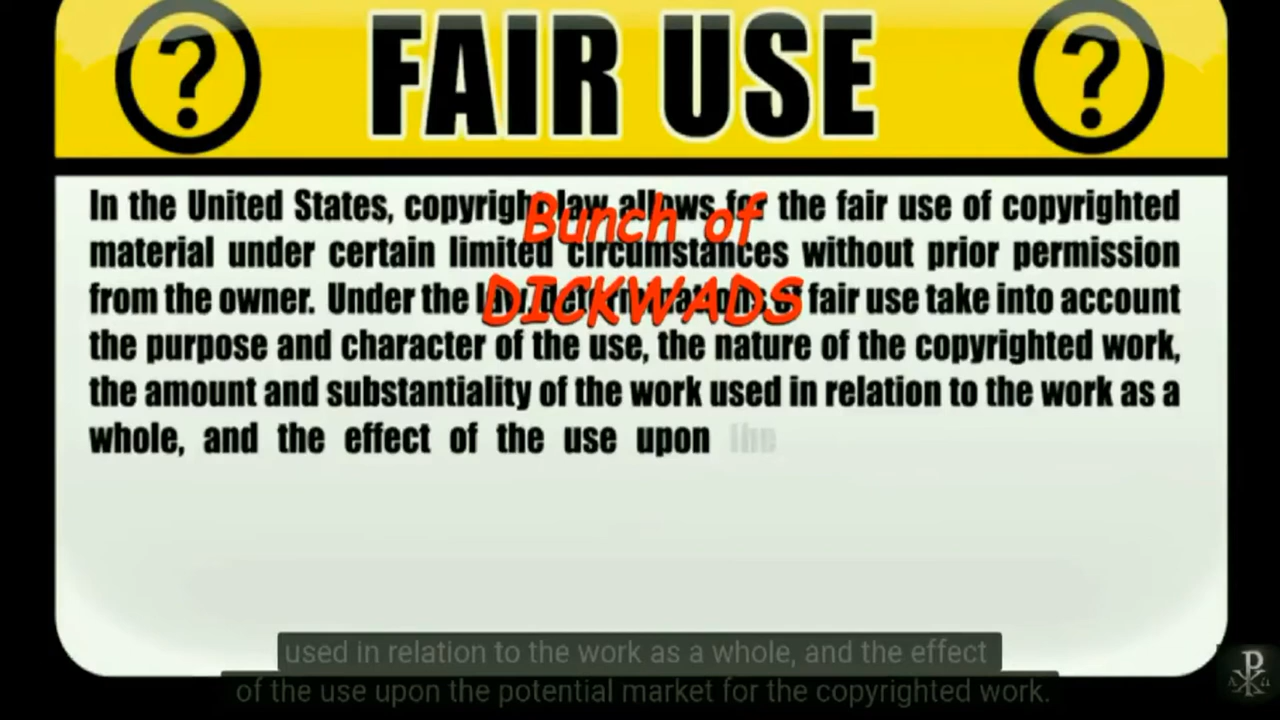 FAIR USE
In the United States, copyright law allows for the fair use of copyrighted
material under certain limited circumstances without prior permission
from the owner. Under the law, determinations of fair use take into account
the purpose and character of the use, the nature of the copyrighted work,
the amount and substantiality of the work used in relation to the work as a
whole, and the effect of the use upon the
Bunch of
DICKWADS
used in relation to the work as a whole, and the effect
of the use upon the potential market for the copyrighted work.